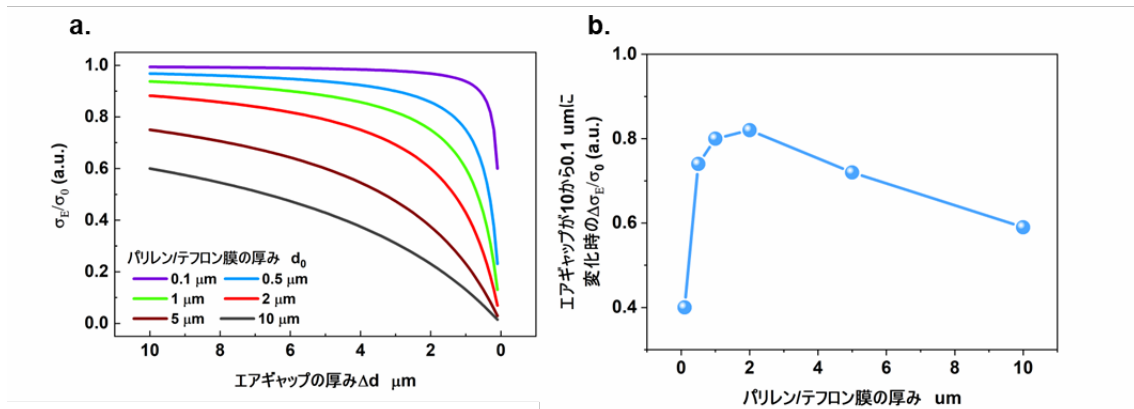 a.
1.0
0.8
0.6
0.4
0.2
0.0
σE/σ0 (a.u.)
パリレン/テフロン膜の厚み d0
0.1 μm 0.5 μm
1 μm 2 μm
5 μm 10 μm
10 8 6 4 2 0
エアギャップの厚みΔd μm
b.
1.0
0.8
0.6
0.4
エアギャップが10から0.1 umに
変化時のΔσE/σ0 (a.u.)
0 2 4 6 8 10
パリレン/テフロン膜の厚み um